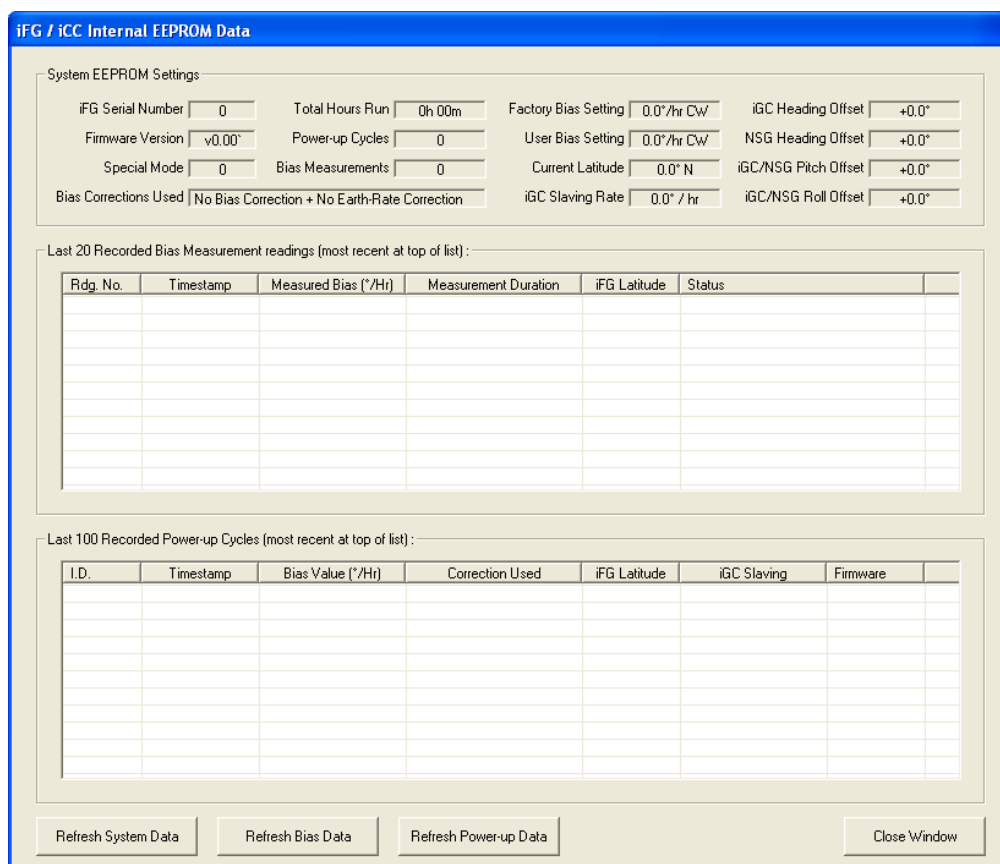 iFG / iCC Internal EEPROM Data
System EEPROM Settings
iFG Serial Number 0 Total Hours Run 0h 00m Factory Bias Setting 0.0°/hr CW iGC Heading Offset +0.0°
Firmware Version v0.00` Power-up Cycles 0 User Bias Setting 0.0°/hr CW NSG Heading Offset +0.0°
Special Mode 0 Bias Measurements 0 Current Latitude 0.0° N iGC/NSG Pitch Offset +0.0°
Bias Corrections Used No Bias Correction + No Earth-Rate Correction iGC Slaving Rate 0.0° / hr iGC/NSG Roll Offset +0.0°
Last 20 Recorded Bias Measurement readings (most recent at top of list) :
Rdg. No. Timestamp Measured Bias (°/Hr) Measurement Duration iFG Latitude Status
Last 100 Recorded Power-up Cycles (most recent at top of list) :
I.D. Timestamp Bias Value (°/Hr) Correction Used iFG Latitude iGC Slaving Firmware
Refresh System Data Refresh Bias Data Refresh Power-up Data Close Window